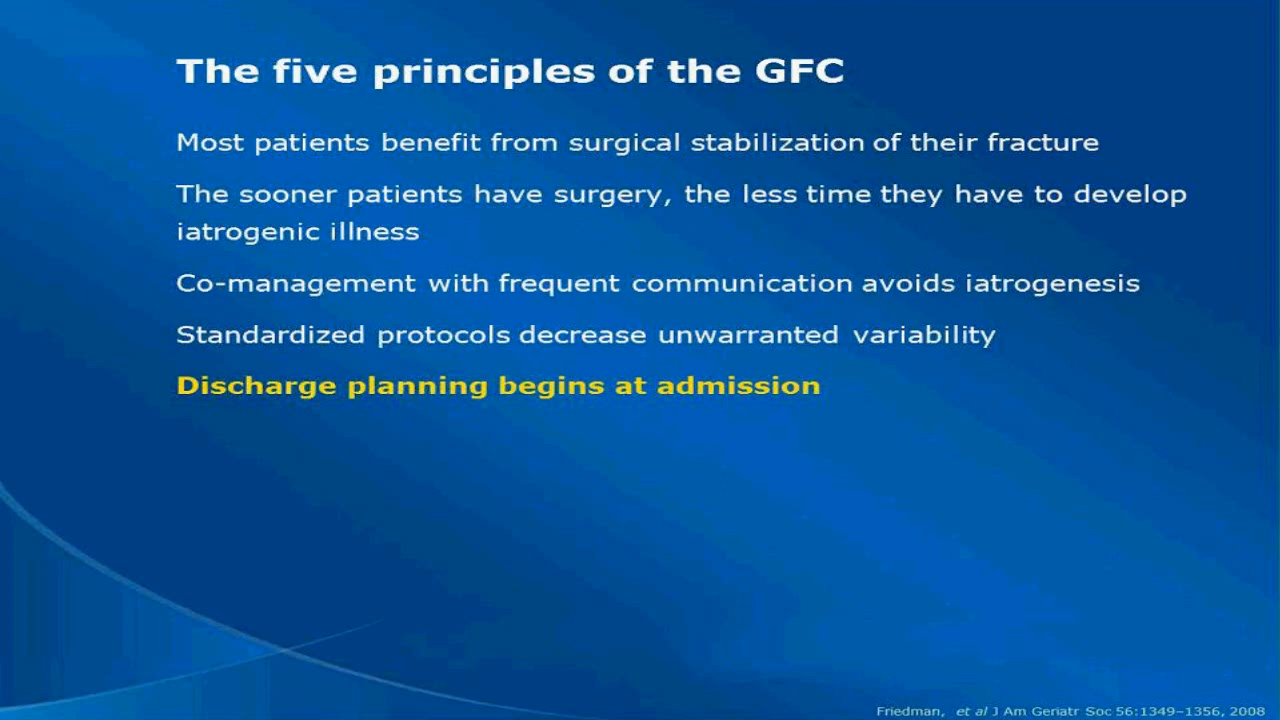 The five principles of the GFC
Most patients benefit from surgical stabilization of their fracture
The sooner patients have surgery, the less time they have to develop
iatrogenic illness
Co-management with frequent communication avoids iatrogenesis
Standardized protocols decrease unwarranted variability
Discharge planning begins at admission
Friedman, et al J Am Geriatr Soc 56:1349–1356, 2008